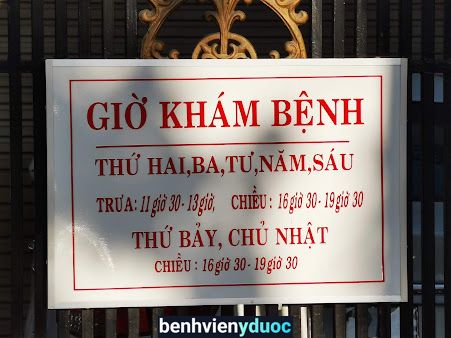 GIỜ KHÁM BỆNH
THỨ HAI,BA,TƯ,NĂM,SÁU
TRƯA: 11 giờ 30 - 13 giờ, CHIỀU: 16 giờ 30 - 19 giờ 30
THỨ BẢY, CHỦ NHẬT
CHIỀU: 16 giờ 30 - 19 giờ 30
benhvienyduoc